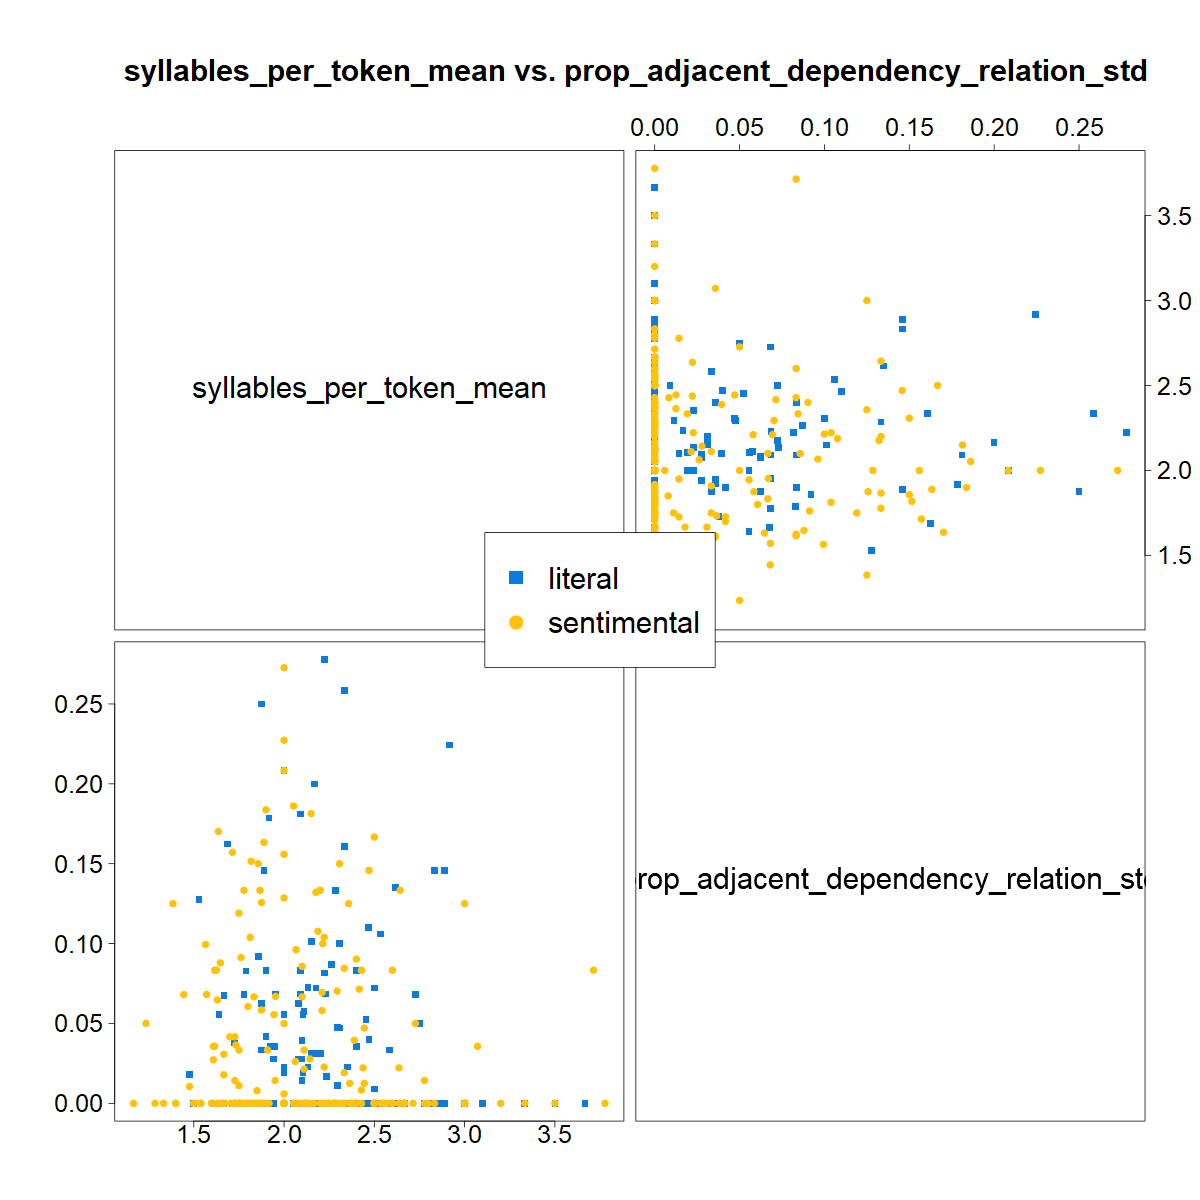 syllables_per_token_mean vs. prop_adjacent_dependency_relation_std
0.00 0.05 0.10 0.15 0.20 0.25
syllables_per_token_mean
3.5
3.0
2.5
2.0
1.5
literal
sentimental
0.25
0.20
0.15
0.10
0.05
0.00
rop_adjacent_dependency_relation_st
1.5 2.0 2.5 3.0 3.5